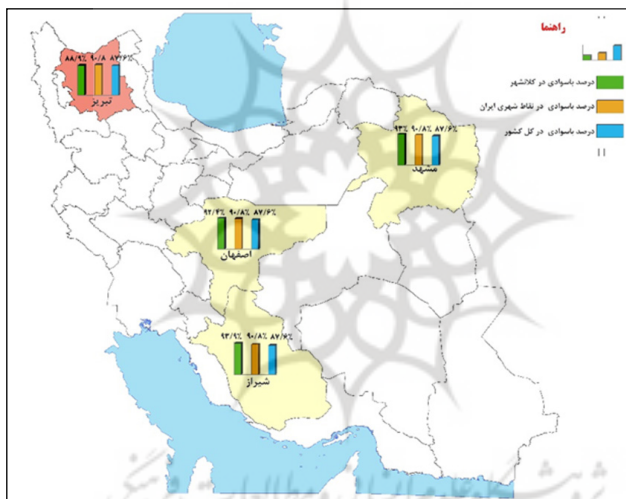 راهنما
درصد باسوادی در کلانشهر
درصد باسوادی در نقاط شهری ایران
درصد باسوادی در کل کشور
۸۸/۹٪ ۹۰/۸ ۸۷/۶٪
تبریز
۹۳٪ ۹۰/۸٪ ۸۷/۶٪
مشهد
۹۲/۴٪ ۹۰/۸٪ ۸۷/۶٪
اصفهان
۹۳/۹٪ ۹۰/۸٪ ۸۷/۶٪
شیراز